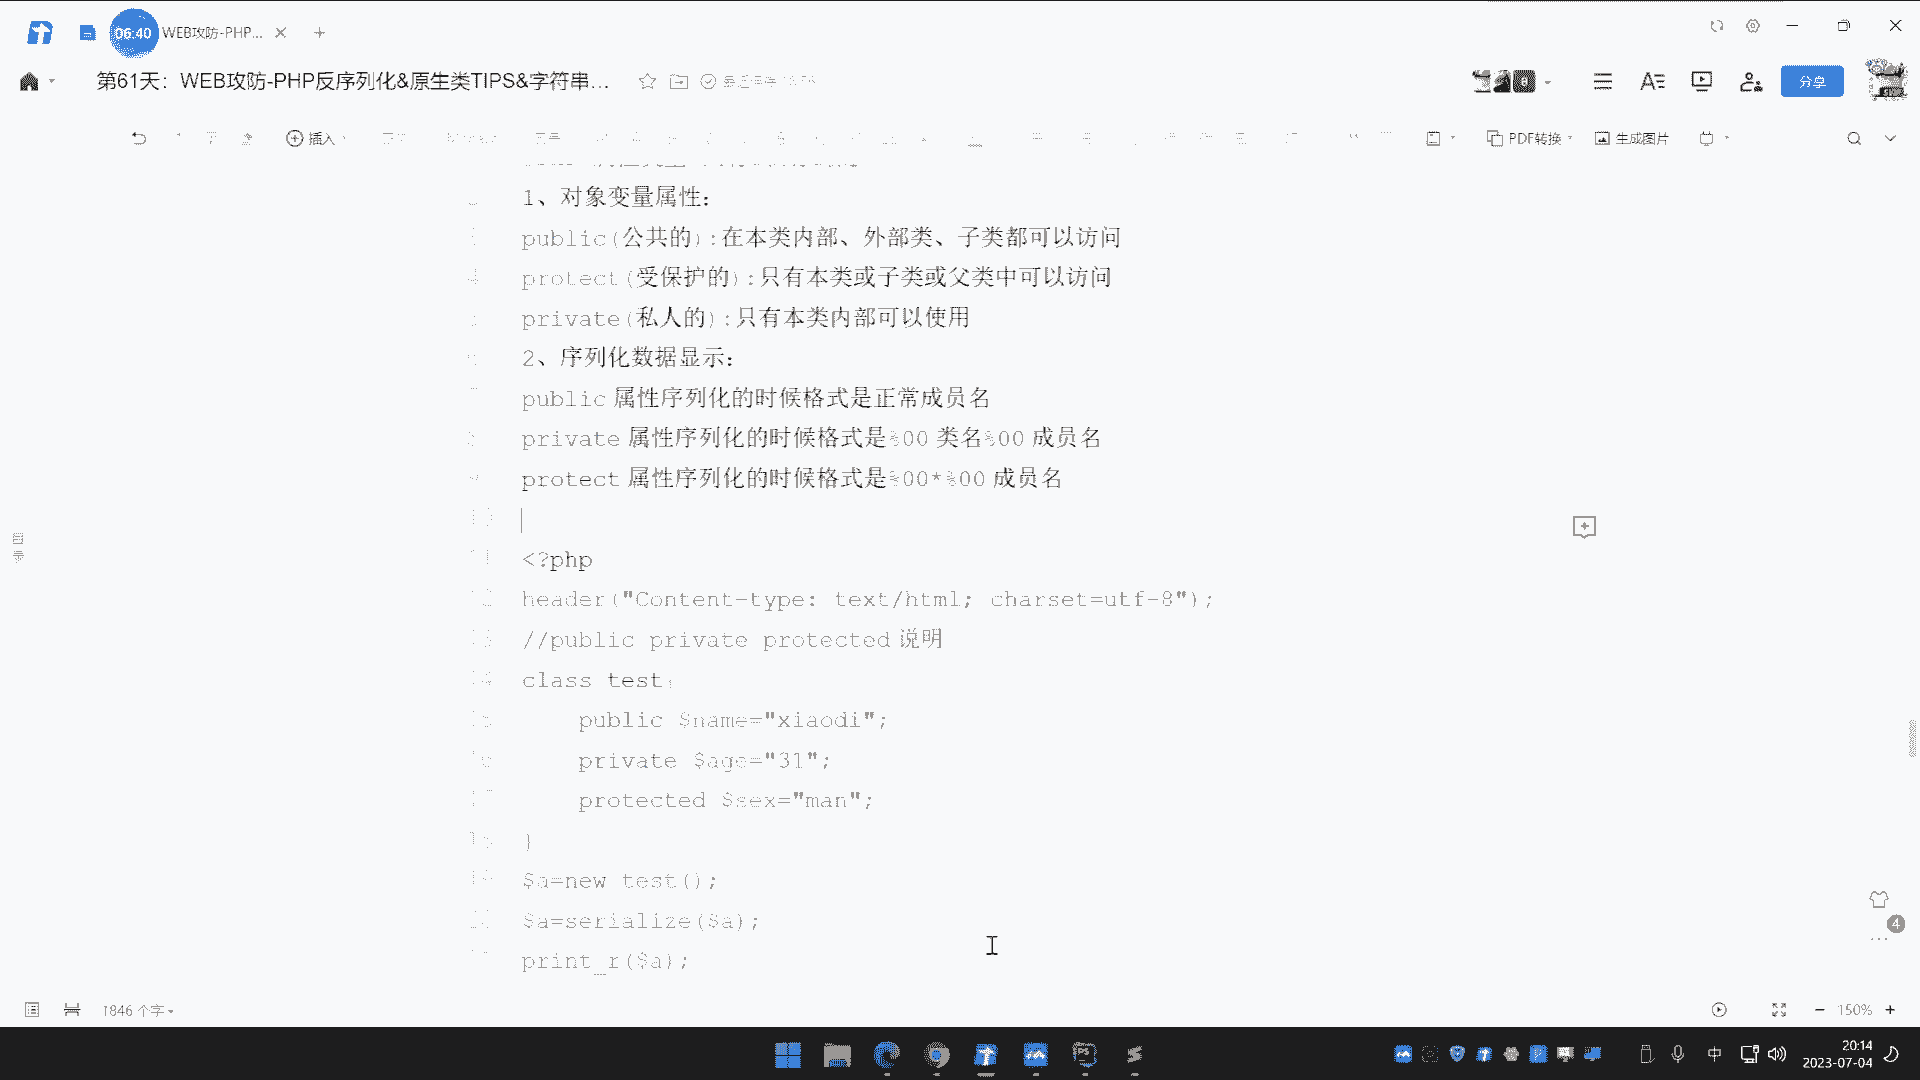 06:40 WEB攻防-PHP...
第61天：WEB攻防-PHP反序列化&原生类TIPS&字符串...
分享
插入
PDF转换
生成图片
1、对象变量属性：
public(公共的):在本类内部、外部类、子类都可以访问
protect(受保护的):只有本类或子类或父类中可以访问
private(私人的):只有本类内部可以使用
2、序列化数据显示：
public 属性序列化的时候格式是正常成员名
private 属性序列化的时候格式是%00 类名%00 成员名
protect 属性序列化的时候格式是%00*%00 成员名
<?php
header("Content-type: text/html; charset=utf-8");
//public private protected 说明
class test
public $name="xiaodi";
private $age="31";
protected $sex="man";
}
$a=new test();
$a=serialize($a);
print_r($a);
4
1846 个字
150%
中
20:14
2023-07-04